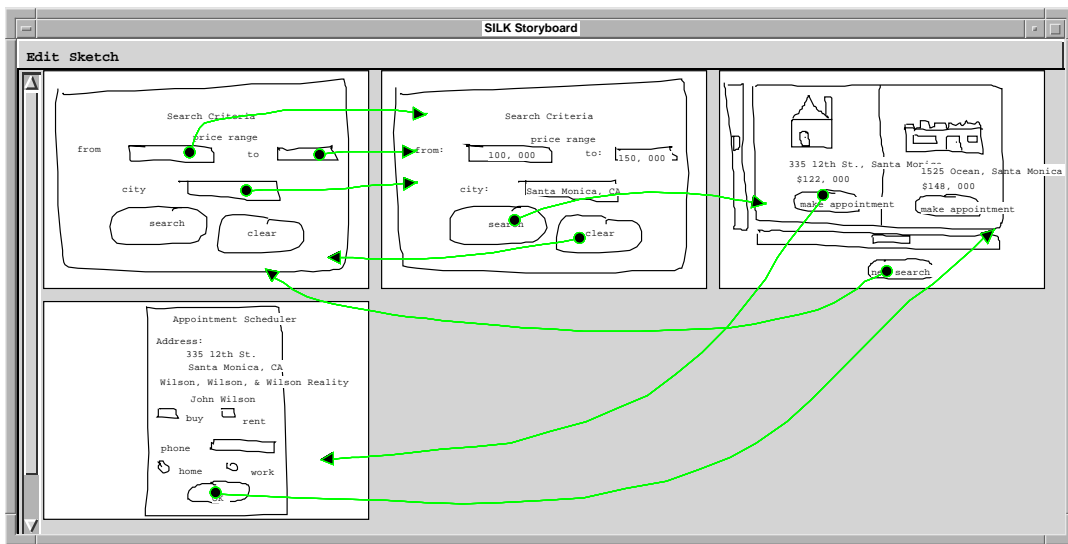 SILK Storyboard
Edit Sketch
Search Criteria
price range
from
to
city
search
clear
Search Criteria
price range
from:
100, 000
to:
150, 000
city:
Santa Monica, CA
search
clear
335 12th St., Santa Monica
$122, 000
make appointment
1525 Ocean, Santa Monica
$148, 000
make appointment
new search
Appointment Scheduler
Address:
335 12th St.
Santa Monica, CA
Wilson, Wilson, & Wilson Reality
John Wilson
buy
rent
phone
home
work
ok